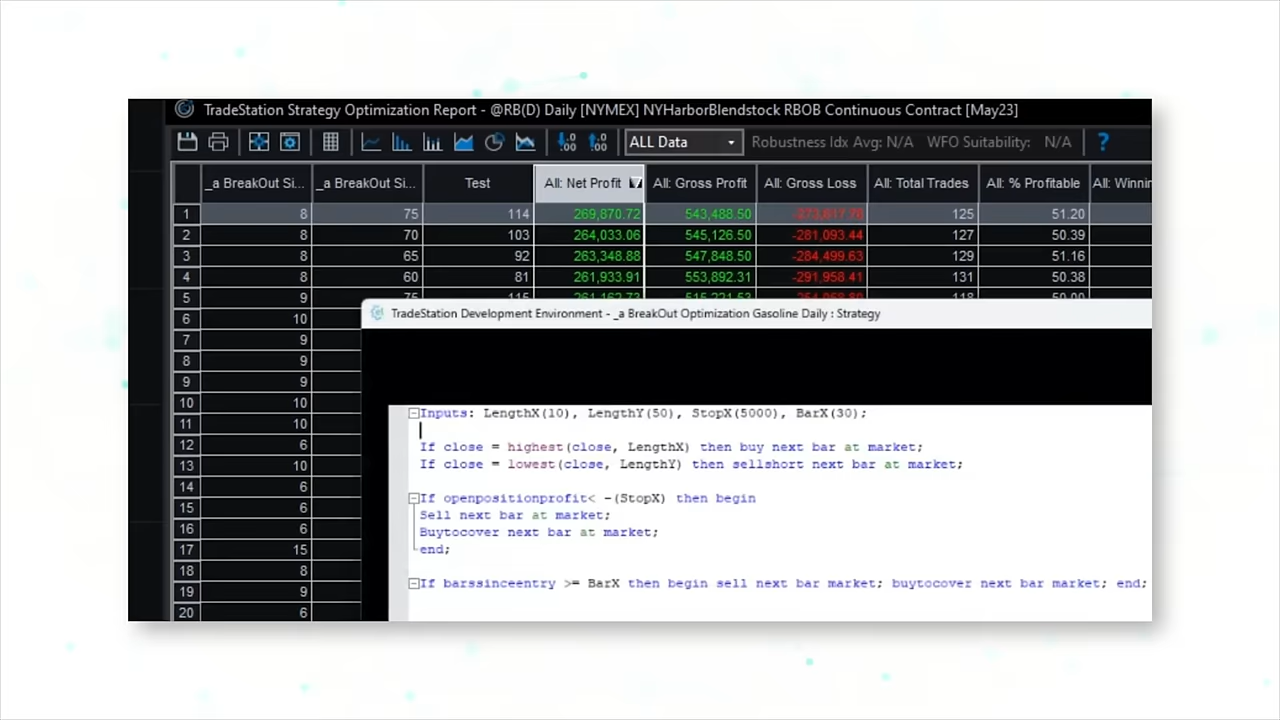 TradeStation Strategy Optimization Report - @RB(D) Daily [NYMEX] NYHarborBlendstock RBOB Continuous Contract [May23]
ALL Data Robustness Idx Avg: N/A WFO Suitability: N/A ?
_a BreakOut Si... _a BreakOut Si... Test All: Net Profit All: Gross Profit All: Gross Loss All: Total Trades All: % Profitable All: Winnin
1 8 75 114 269,870.72 543,488.50 125 51.20
2 8 70 103 264,033.06 545,126.50 -281,093.44 127 50.39
3 8 65 92 263,348.88 547,848.50 -284,499.63 129 51.16
4 8 60 81 261,933.91 553,892.31 -291,958.41 131 50.38
5 9 75 115 118 50.00
6 10
7 9
8 9
9 9
10 10
11 10
12 6
13 10
14 6
15 6
16 6
17 15
18 8
19 9
20 6
TradeStation Development Environment - _a BreakOut Optimization Gasoline Daily : Strategy
Inputs: LengthX(10), LengthY(50), StopX(5000), BarX(30);
If close = highest(close, LengthX) then buy next bar at market;
If close = lowest(close, LengthY) then sellshort next bar at market;
If openpositionprofit< -(StopX) then begin
Sell next bar at market;
Buytocover next bar at market;
end;
If barssinceentry >= BarX then begin sell next bar market; buytocover next bar market; end;